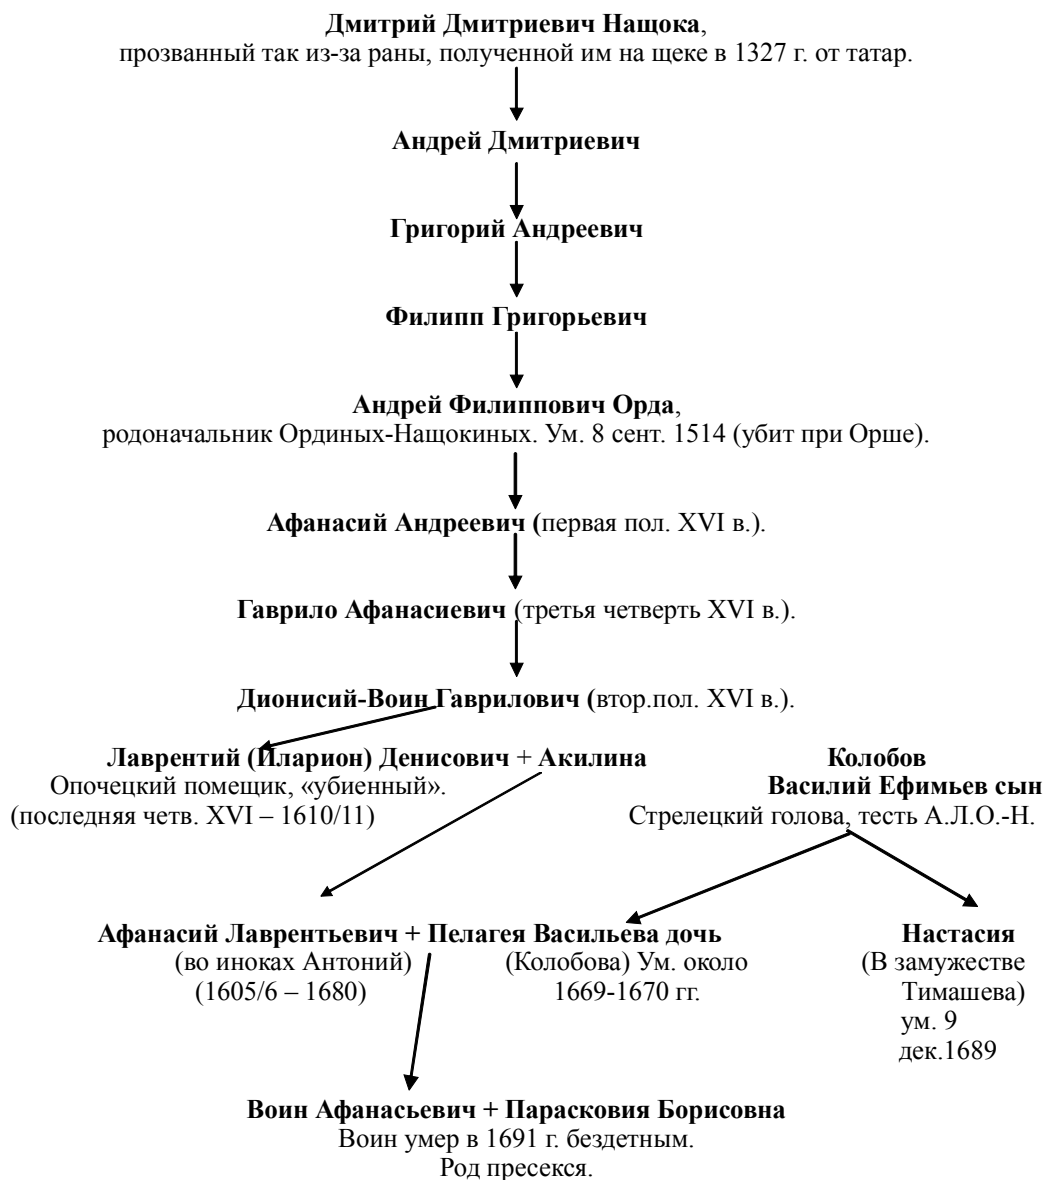 Дмитрий Дмитриевич Нащока,
прозванный так из-за раны, полученной им на щеке в 1327 г. от татар.
Андрей Дмитриевич
Григорий Андреевич
Филипп Григорьевич
Андрей Филиппович Орда,
родоначальник Ординых-Нащокиных. Ум. 8 сент. 1514 (убит при Орше).
Афанасий Андреевич (первая пол. XVI в.).
Гаврило Афанасиевич (третья четверть XVI в.).
Дионисий-Воин Гаврилович (втор.пол. XVI в.).
Лаврентий (Иларион) Денисович + Акилина
Опочецкий помещик, «убиенный».
(последняя четв. XVI – 1610/11)
Колобов
Василий Ефимьев сын
Стрелецкий голова, тесть А.Л.О.-Н.
Афанасий Лаврентьевич + Пелагея Васильева дочь
(во иноках Антоний) (Колобова) Ум. около
(1605/6 – 1680) 1669-1670 гг.
Настасия
(В замужестве
Тимашева)
ум. 9
дек.1689
Воин Афанасьевич + Парасковия Борисовна
Воин умер в 1691 г. бездетным.
Род пресекся.